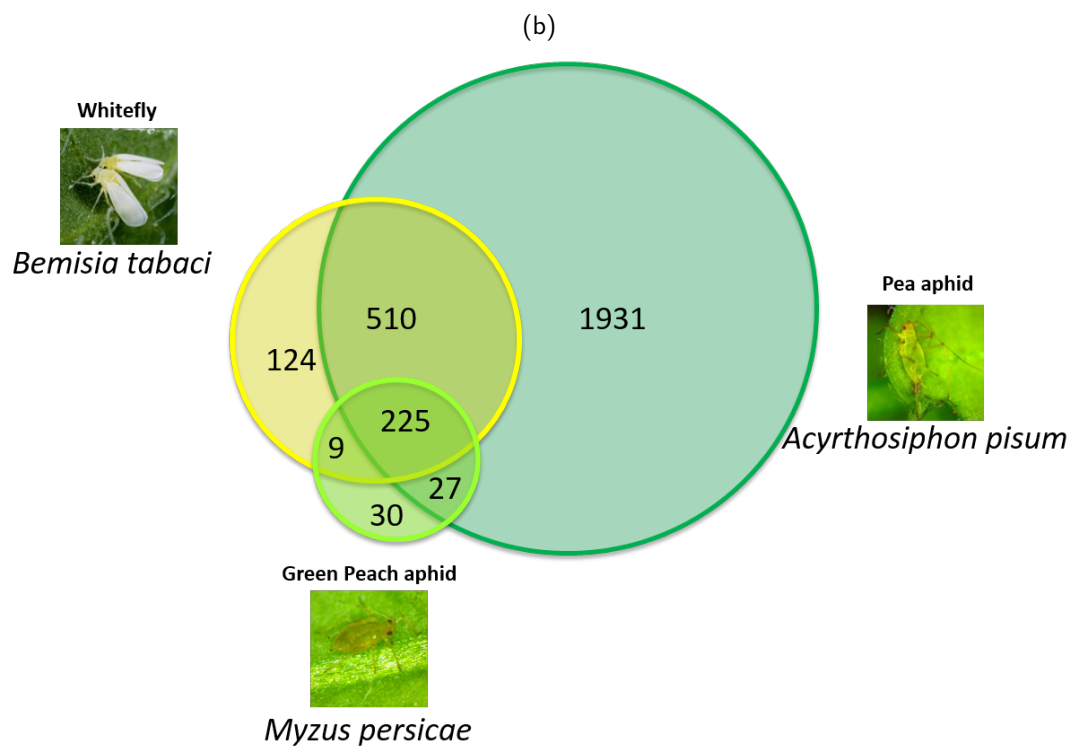 (b)
Whitefly
Bemisia tabaci
510
1931
124
Pea aphid
225
9
Acyrthosiphon pisum
27
30
Green Peach aphid
Myzus persicae